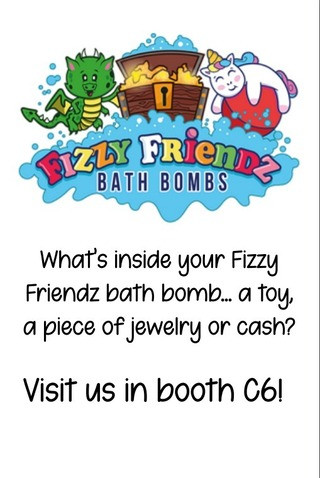 FIZZY FRiENDZ
BATH BOMBS
What's inside your Fizzy
Friendz bath bomb... a toy,
a piece of jewelry or cash?
Visit us in booth C6!